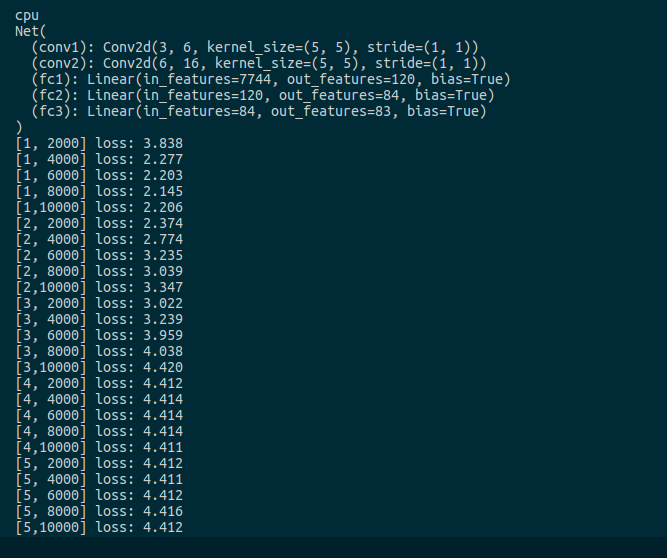 cpu
Net(
  (conv1): Conv2d(3, 6, kernel_size=(5, 5), stride=(1, 1))
  (conv2): Conv2d(6, 16, kernel_size=(5, 5), stride=(1, 1))
  (fc1): Linear(in_features=7744, out_features=120, bias=True)
  (fc2): Linear(in_features=120, out_features=84, bias=True)
  (fc3): Linear(in_features=84, out_features=83, bias=True)
)
[1, 2000] loss: 3.838
[1, 4000] loss: 2.277
[1, 6000] loss: 2.203
[1, 8000] loss: 2.145
[1,10000] loss: 2.206
[2, 2000] loss: 2.374
[2, 4000] loss: 2.774
[2, 6000] loss: 3.235
[2, 8000] loss: 3.039
[2,10000] loss: 3.347
[3, 2000] loss: 3.022
[3, 4000] loss: 3.239
[3, 6000] loss: 3.959
[3, 8000] loss: 4.038
[3,10000] loss: 4.420
[4, 2000] loss: 4.412
[4, 4000] loss: 4.414
[4, 6000] loss: 4.414
[4, 8000] loss: 4.414
[4,10000] loss: 4.411
[5, 2000] loss: 4.412
[5, 4000] loss: 4.411
[5, 6000] loss: 4.412
[5, 8000] loss: 4.416
[5,10000] loss: 4.412